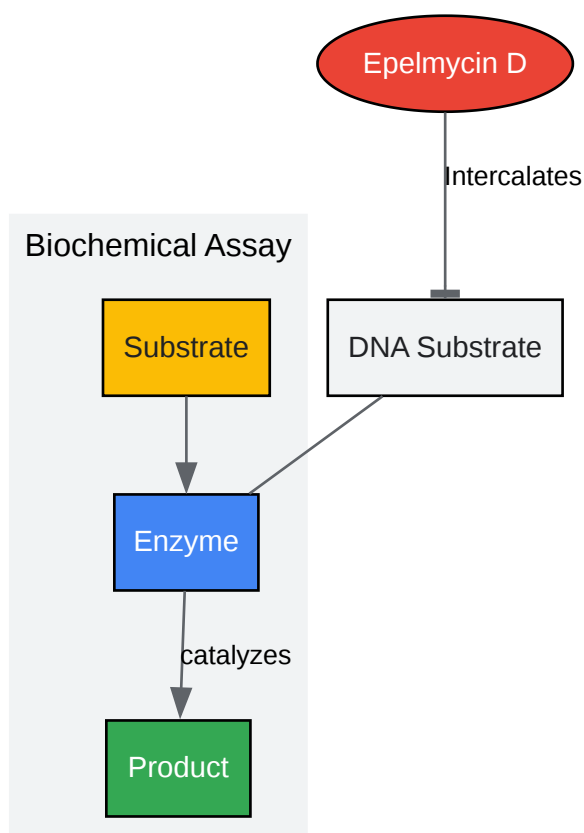 Epelmycin D
Intercalates
Biochemical Assay
Substrate
DNA Substrate
Enzyme
catalyzes
Product